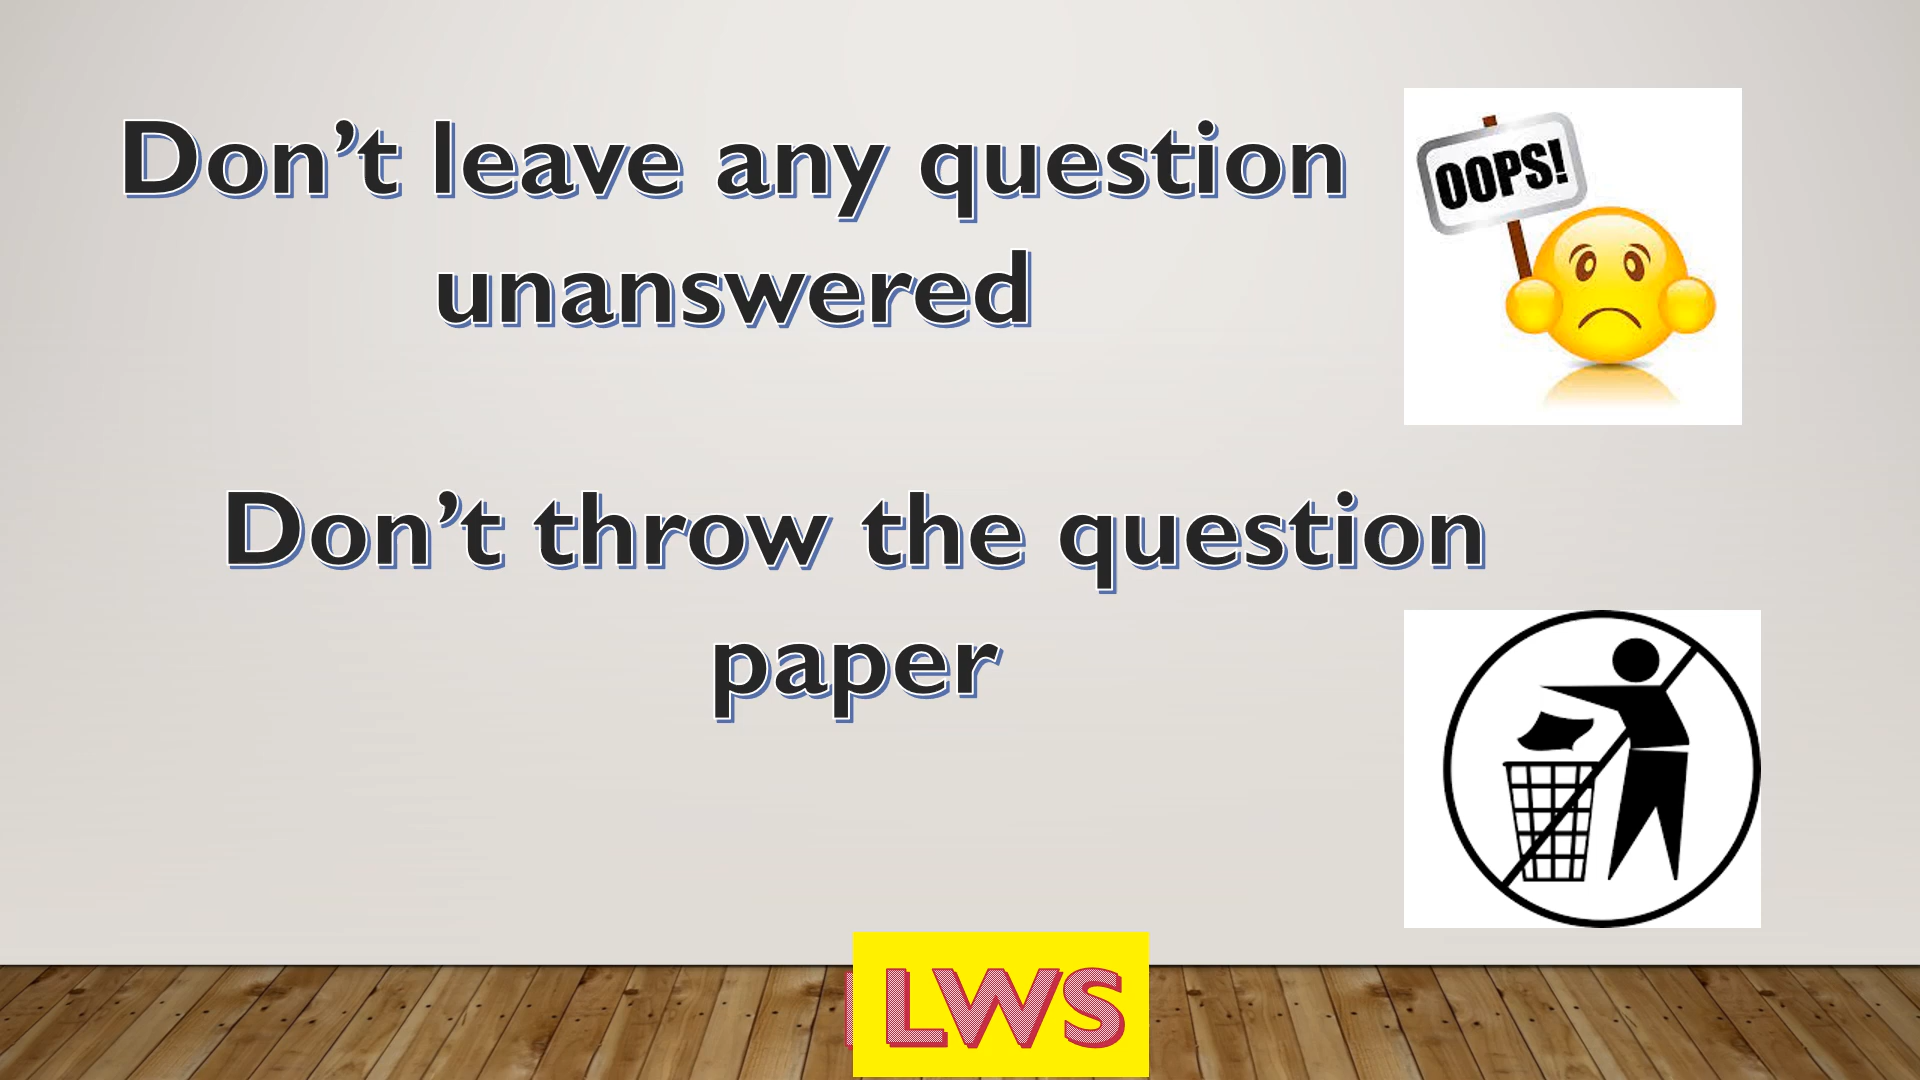 Don’t leave any question
unanswered
OOPS!
Don’t throw the question
paper
LWS